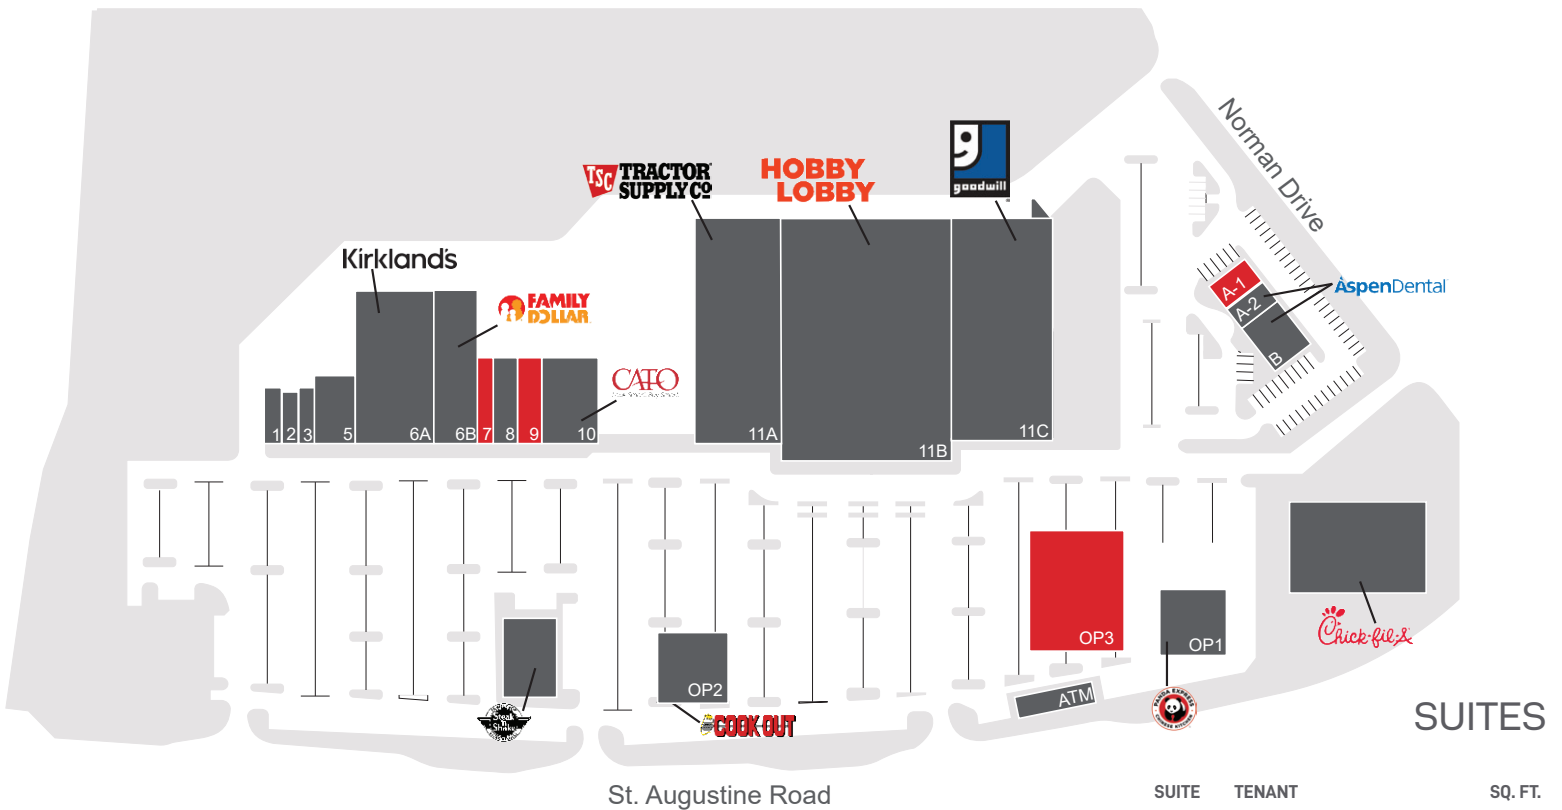 Norman Drive
goodwill
TSC TRACTOR
SUPPLY CO
HOBBY
LOBBY
Kirkland's
AspenDental
A-1
A-2
B
FAMILY
DOLLAR
CATO
1
2
3
5
6A
6B
7
8
9
10
11A
11B
11C
OP3
OP1
Chick-fil-A
OP2
ATM
PANDA EXPRESS
CHINESE KITCHEN
Steak
'n
Shake
COOK OUT
SUITES
St. Augustine Road
SUITE TENANT SQ. FT.